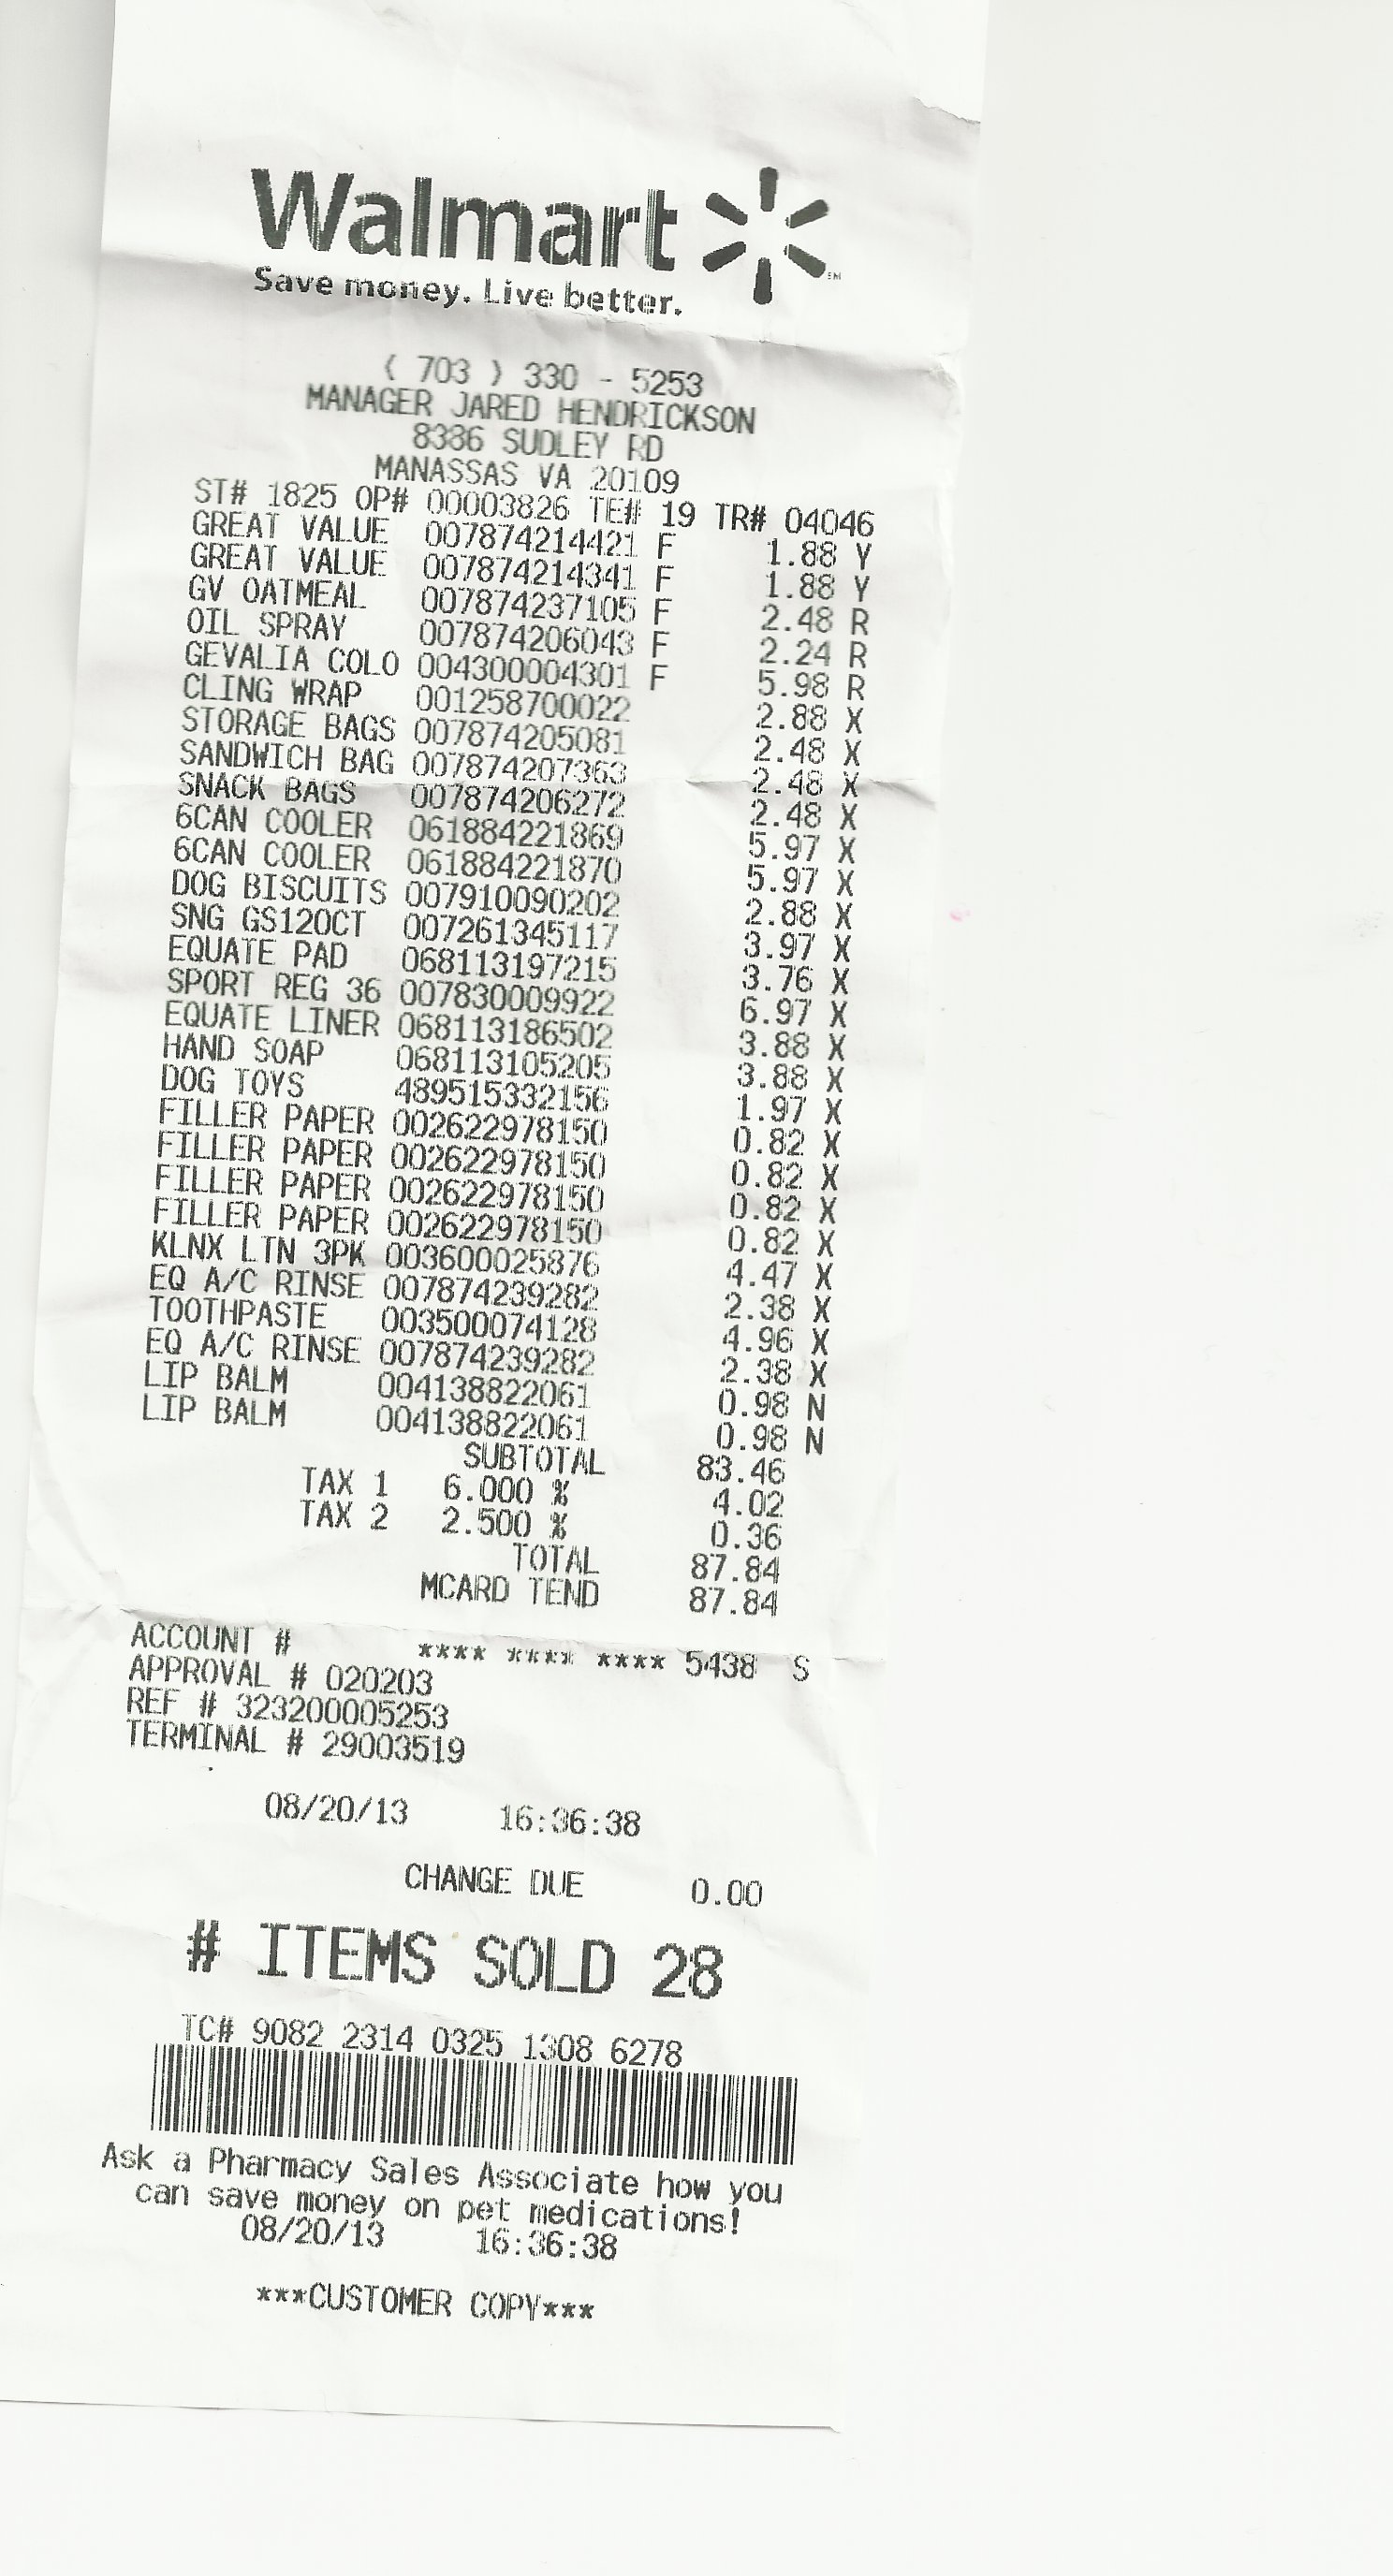 Walmart
SM
Save money. Live better.
( 703 ) 330 - 5253
MANAGER JARED HENDRICKSON
8386 SUDLEY RD
MANASSAS VA 20109
ST# 1825 OP# 00003826 TE# 19 TR# 04046
GREAT VALUE 007874214421 F 1.88 Y
GREAT VALUE 007874214341 F 1.88 Y
GV OATMEAL 007874237105 F 2.48 R
OIL SPRAY 007874206043 F 2.24 R
GEVALIA COLO 004300004301 F 5.98 R
CLING WRAP 001258700022 2.88 X
STORAGE BAGS 007874205081 2.48 X
SANDWICH BAG 007874207363 2.48 X
SNACK BAGS 007874206272 2.48 X
6CAN COOLER 061884221869 5.97 X
6CAN COOLER 061884221870 5.97 X
DOG BISCUITS 007910090202 2.88 X
SNG GS120CT 007261345117 3.97 X
EQUATE PAD 068113197215 3.76 X
SPORT REG 36 007830009922 6.97 X
EQUATE LINER 068113186502 3.88 X
HAND SOAP 068113105205 3.88 X
DOG TOYS 489515332156 1.97 X
FILLER PAPER 002622978150 0.82 X
FILLER PAPER 002622978150 0.82 X
FILLER PAPER 002622978150 0.82 X
FILLER PAPER 002622978150 0.82 X
KLNX LTN 3PK 003600025876 4.47 X
EQ A/C RINSE 007874239282 2.38 X
TOOTHPASTE 003500074128 4.96 X
EQ A/C RINSE 007874239282 2.38 X
LIP BALM 004138822061 0.98 N
LIP BALM 004138822061 0.98 N
SUBTOTAL 83.46
TAX 1 6.000 % 4.02
TAX 2 2.500 % 0.36
TOTAL 87.84
MCARD TEND 87.84
ACCOUNT # **** **** **** 5438 S
APPROVAL # 020203
REF # 323200005253
TERMINAL # 29003519
08/20/13 16:36:38
CHANGE DUE 0.00
# ITEMS SOLD 28
TC# 9082 2314 0325 1308 6278
Ask a Pharmacy Sales Associate how you
can save money on pet medications!
08/20/13 16:36:38
***CUSTOMER COPY***